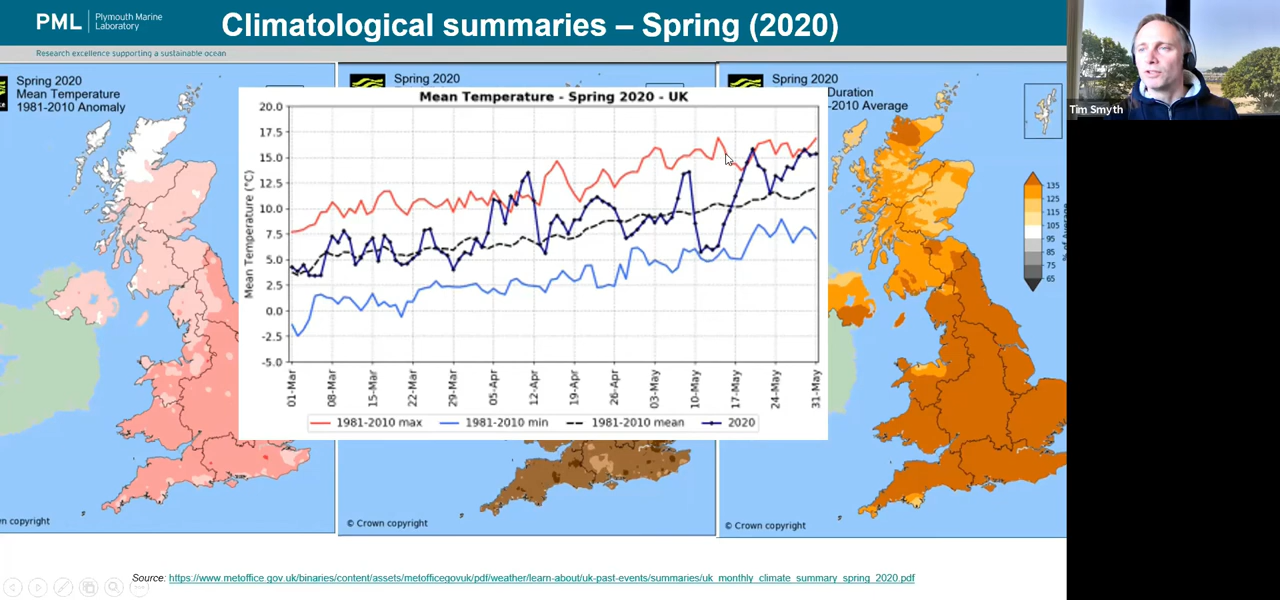 PML | Plymouth Marine Laboratory
Climatological summaries – Spring (2020)
Research excellence supporting a sustainable ocean
Tim Smyth
Spring 2020
Mean Temperature
1981-2010 Anomaly
Spring 2020
Spring 2020
Duration
-2010 Average
Mean Temperature - Spring 2020 - UK
Mean Temperature (°C)
20.0
17.5
15.0
12.5
10.0
7.5
5.0
2.5
0.0
-2.5
-5.0
01-Mar
08-Mar
15-Mar
22-Mar
29-Mar
05-Apr
12-Apr
19-Apr
26-Apr
03-May
10-May
17-May
24-May
31-May
1981-2010 max
1981-2010 min
1981-2010 mean
2020
135
125
115
105
95
85
75
65
n copyright
© Crown copyright
© Crown copyright
Source: https://www.metoffice.gov.uk/binaries/content/assets/metofficegovuk/pdf/weather/learn-about/uk-past-events/summaries/uk_monthly_climate_summary_spring_2020.pdf